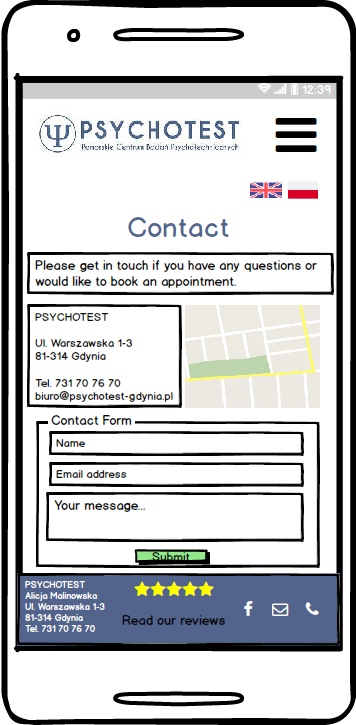 12:39
PSYCHOTEST
Pomorskie Centrum Badań Psychotechnicznych
Contact
Please get in touch if you have any questions or
would like to book an appointment.
PSYCHOTEST
Ul. Warszawska 1-3
81-314 Gdynia
Tel. 731 70 76 70
biuro@psychotest-gdynia.pl
Contact Form
Name
Email address
Your message...
Submit
PSYCHOTEST
Alicja Malinowska
Ul. Warszawska 1-3
81-314 Gdynia
Tel. 731 70 76 70
Read our reviews